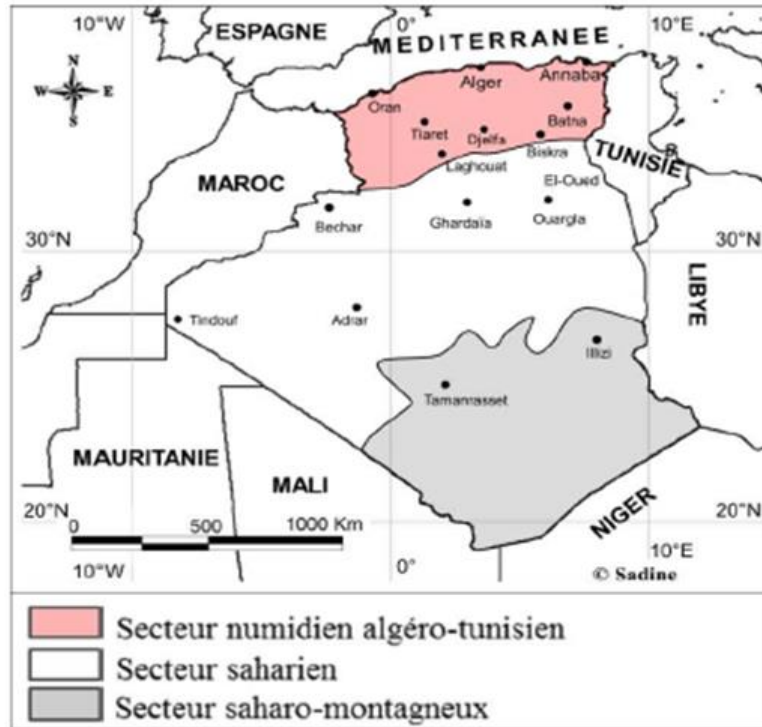 10°W
ESPAGNE
0°
MEDITERRANEE
10°E
N
W E
S
Alger
Annaba
Oran
Tiaret
Djelfa
Batna
Biskra
Laghouat
TUNISIE
MAROC
El-Oued
Bechar
Ghardaïa
Ouargla
30°N
30°N
LIBYE
Tindouf
Adrar
Illizi
Tamanrasset
MAURITANIE
MALI
NIGER
20°N
20°N
0 500 1000 Km
10°W
0°
10°E
© Sadine
Secteur numidien algéro-tunisien
Secteur saharien
Secteur saharo-montagneux